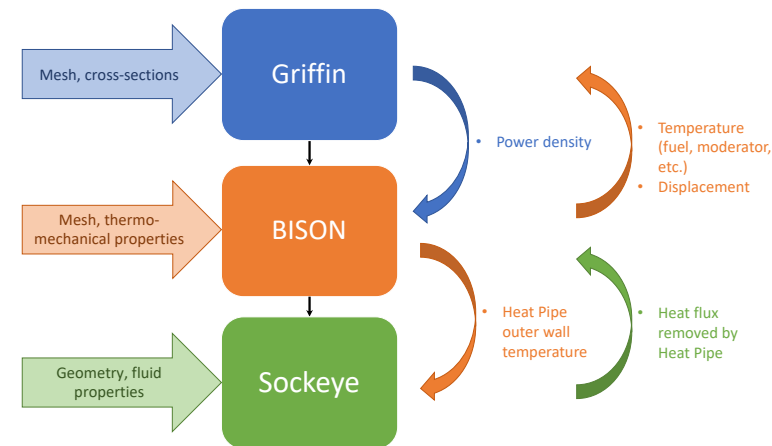 Mesh, cross-sections
Griffin
• Power density
• Temperature
(fuel, moderator,
etc.)
• Displacement
Mesh, thermo-
mechanical properties
BISON
• Heat Pipe
outer wall
temperature
• Heat flux
removed by
Heat Pipe
Geometry, fluid
properties
Sockeye